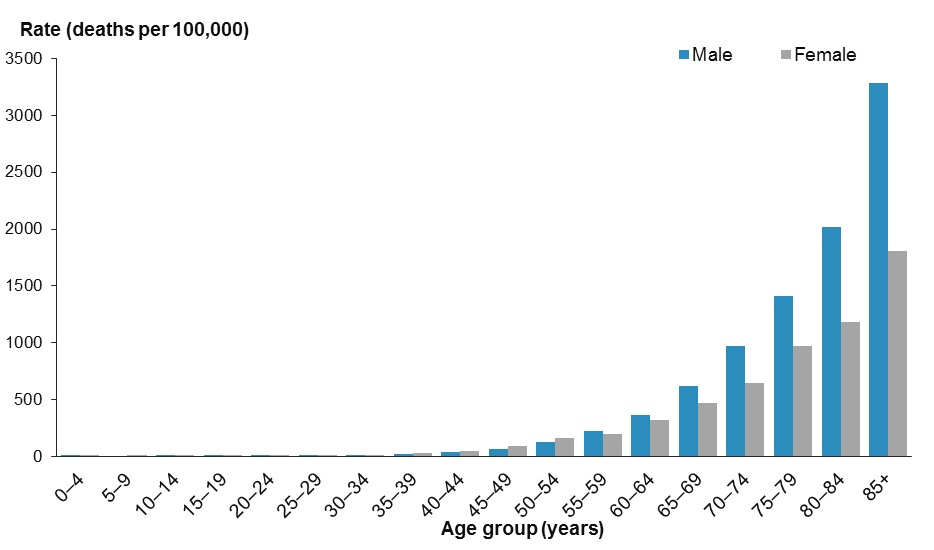 Rate (deaths per 100,000)
Male Female
3500
3000
2500
2000
1500
1000
500
0
0–4 5–9 10–14 15–19 20–24 25–29 30–34 35–39 40–44 45–49 50–54 55–59 60–64 65–69 70–74 75–79 80–84 85+
Age group (years)